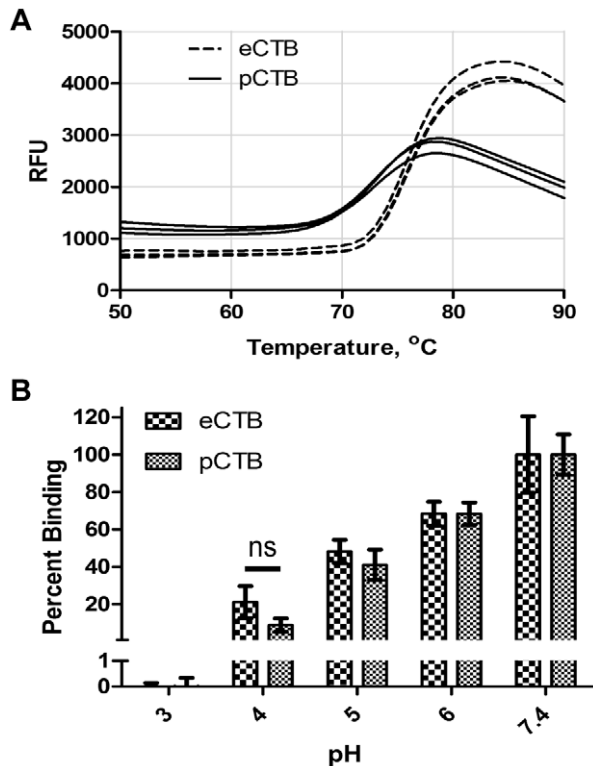 A
5000
4000
3000
2000
1000
0
RFU
eCTB
pCTB
50 60 70 80 90
Temperature, °C
B
120
100
80
60
40
20
1
0
Percent Binding
eCTB
pCTB
ns
3 4 5 6 7.4
pH